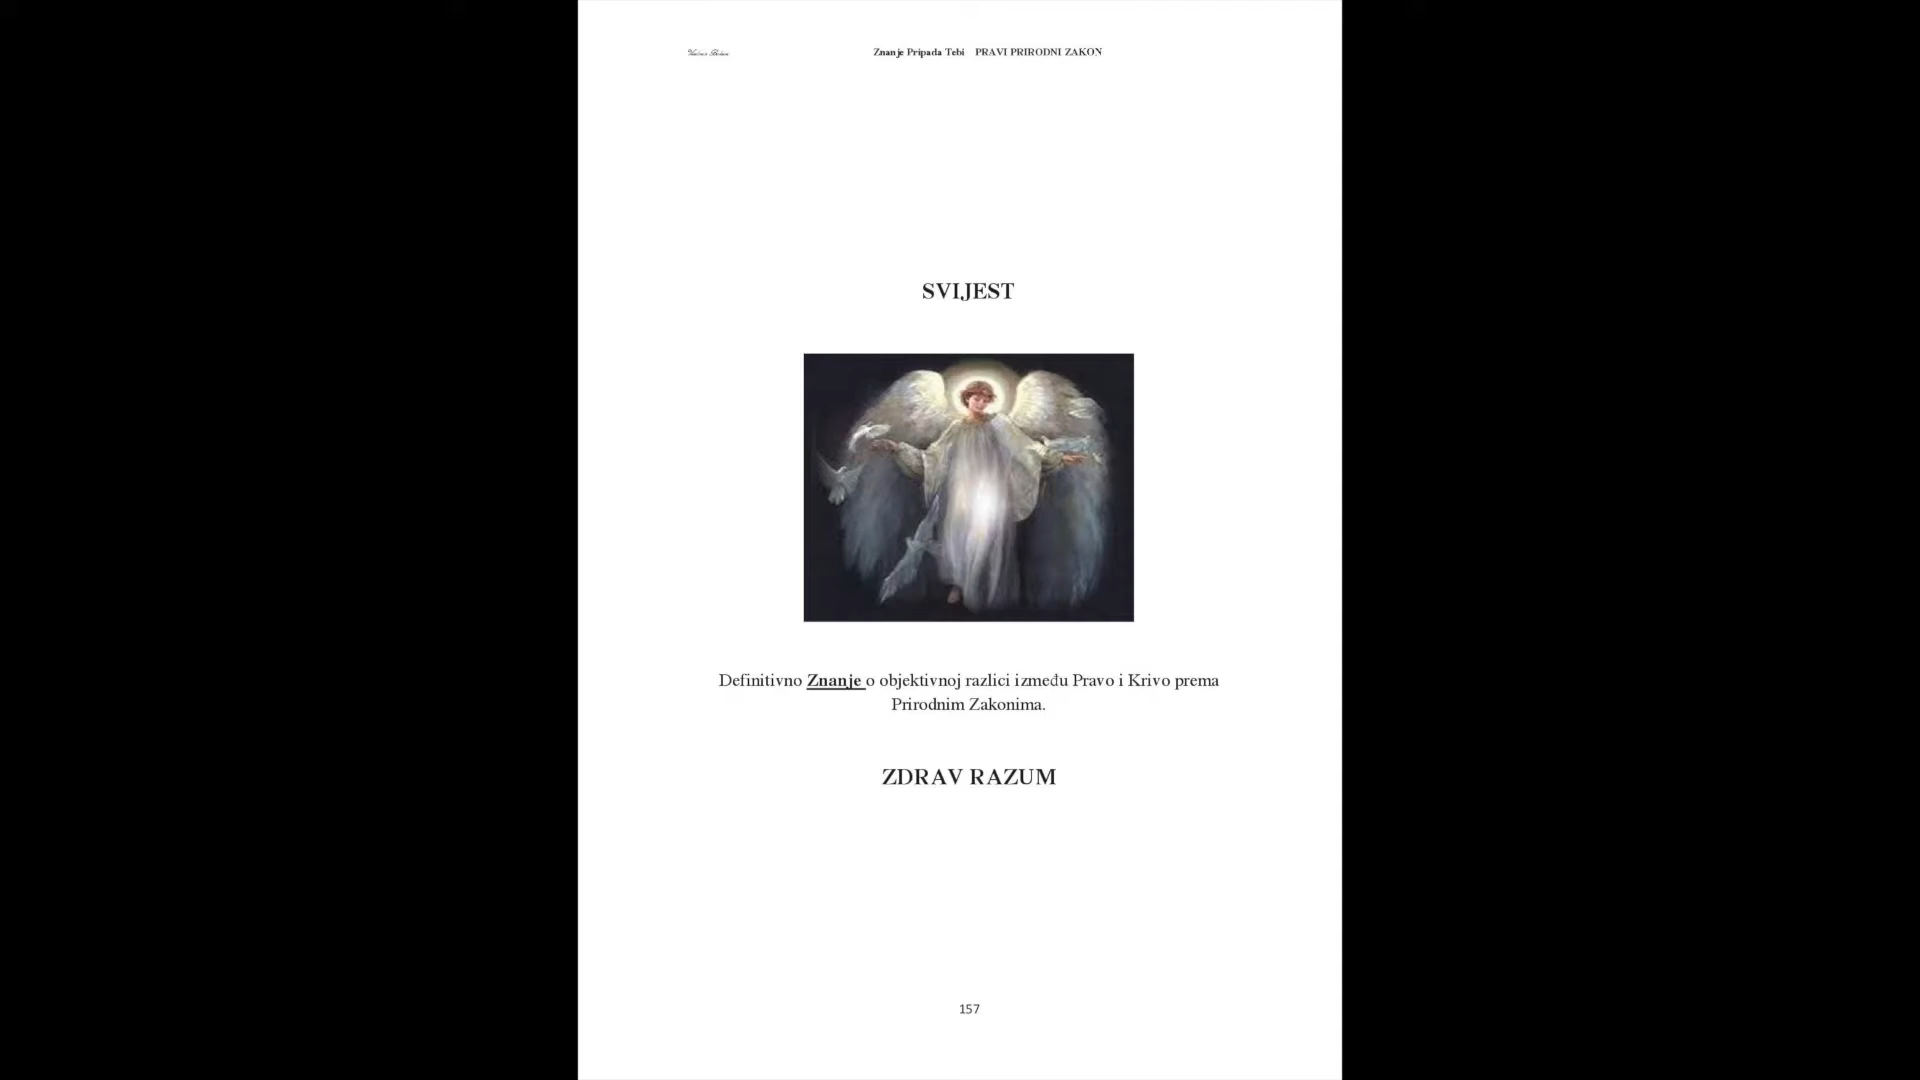 Znanje Pripada Tebi PRAVI PRIRODNI ZAKON
SVIJEST
Definitivno Znanje o objektivnoj razlici između Pravo i Krivo prema
Prirodnim Zakonima.
ZDRAV RAZUM
157